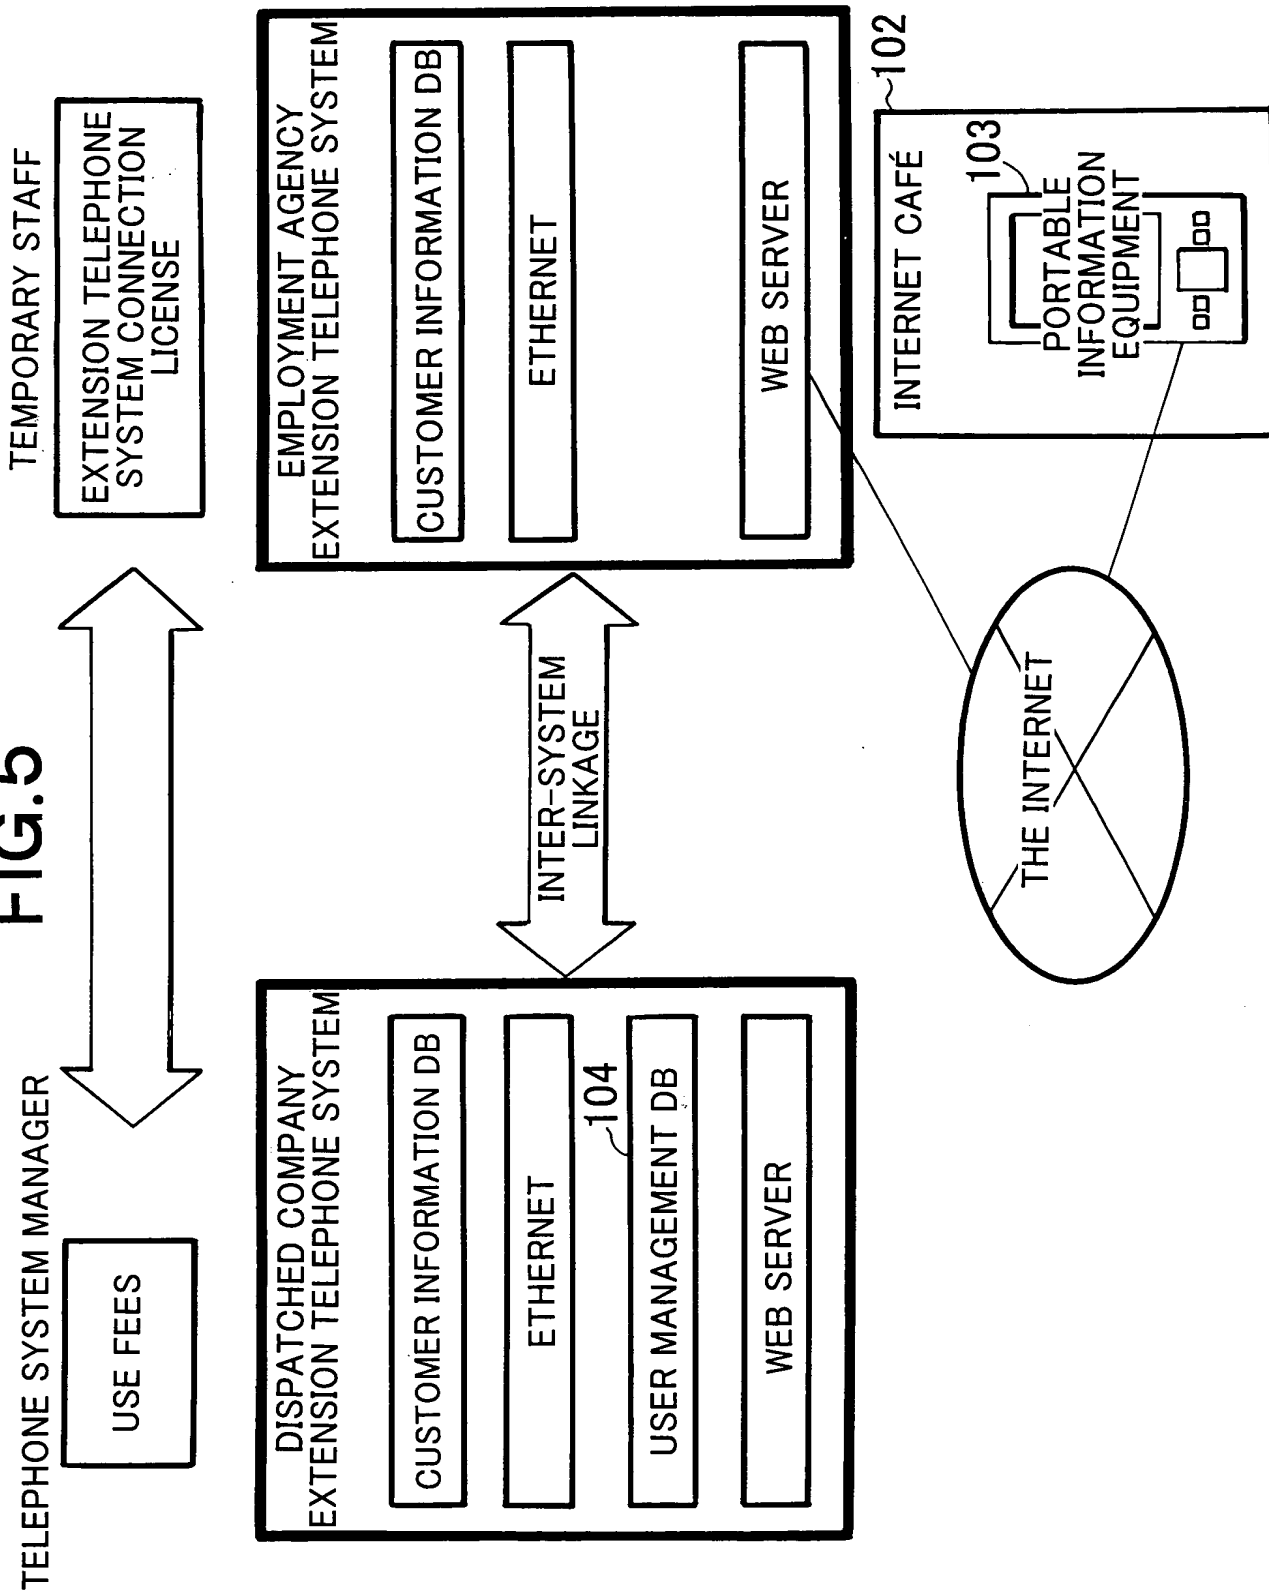 FIG.5
TELEPHONE SYSTEM MANAGER
USE FEES
TEMPORARY STAFF
EXTENSION TELEPHONE
SYSTEM CONNECTION
LICENSE
DISPATCHED COMPANY
EXTENSION TELEPHONE SYSTEM
CUSTOMER INFORMATION DB
ETHERNET
104
USER MANAGEMENT DB
WEB SERVER
INTER-SYSTEM
LINKAGE
EMPLOYMENT AGENCY
EXTENSION TELEPHONE SYSTEM
CUSTOMER INFORMATION DB
ETHERNET
WEB SERVER
THE INTERNET
102
INTERNET CAFÉ
103
PORTABLE
INFORMATION
EQUIPMENT